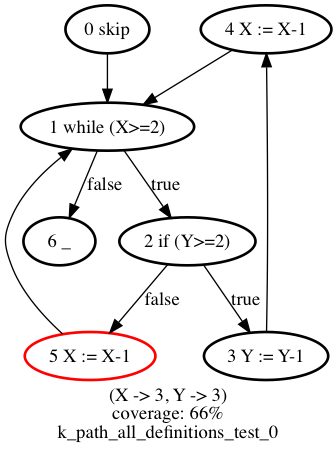 0 skip
4 X := X-1
1 while (X>=2)
false
true
6 _
2 if (Y>=2)
false
true
5 X := X-1
3 Y := Y-1
(X -> 3, Y -> 3)
coverage: 66%
k_path_all_definitions_test_0